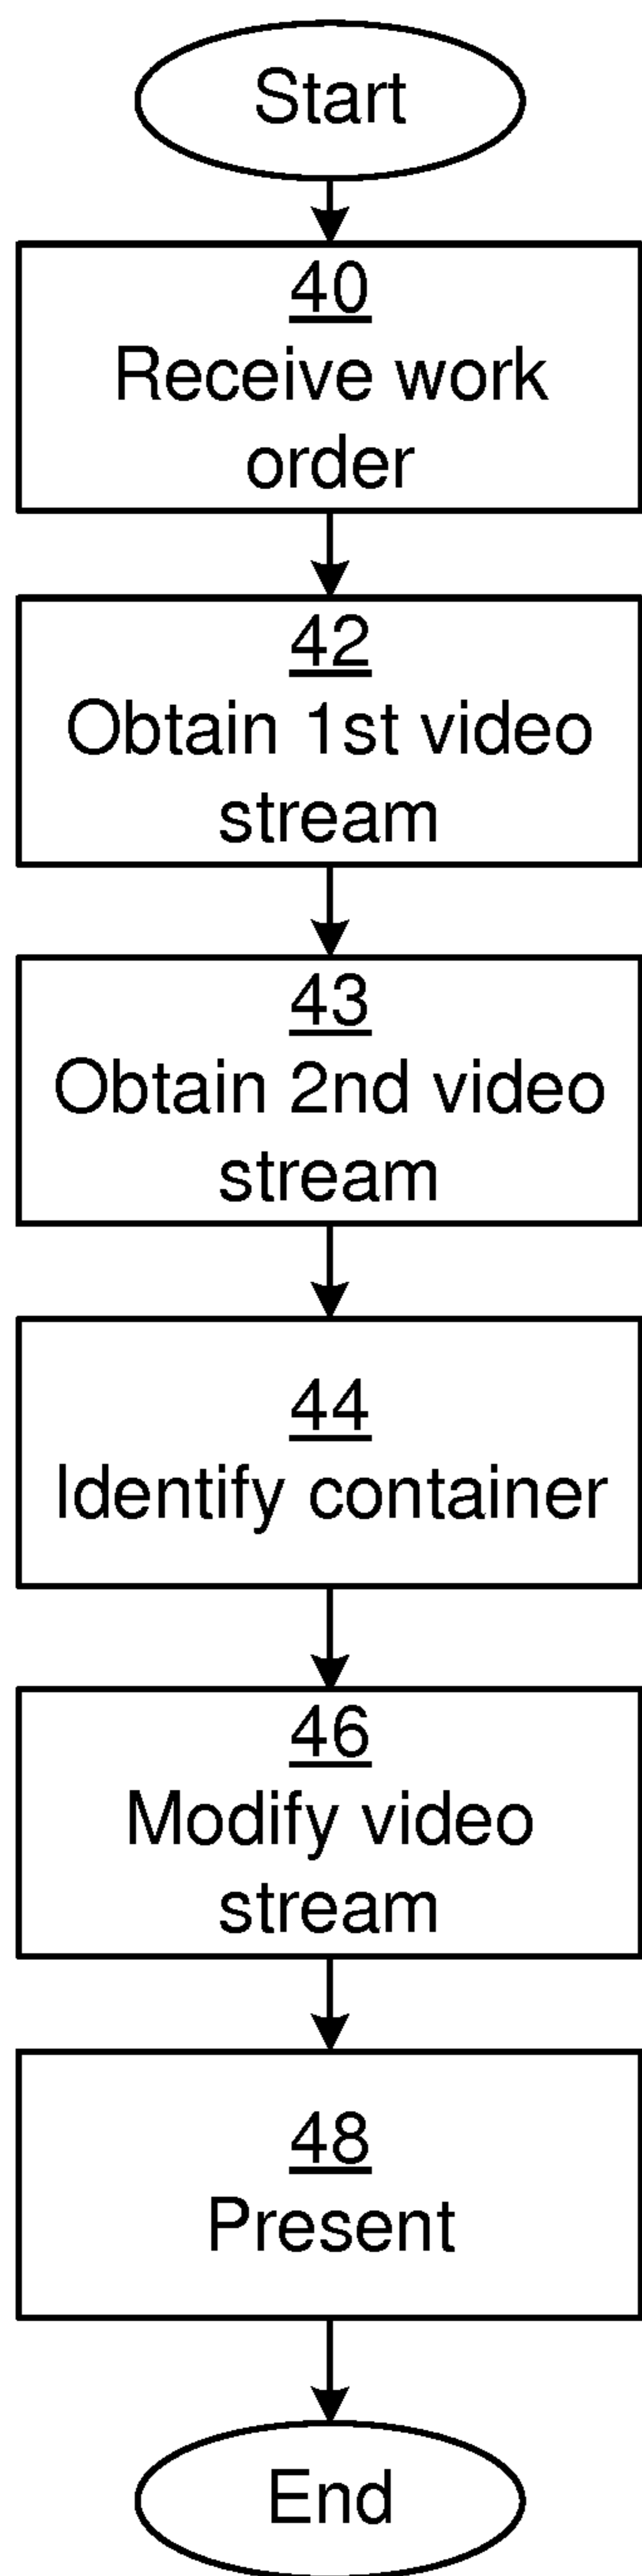 Start
40
Receive work
order
42
Obtain 1st video
stream
43
Obtain 2nd video
stream
44
Identify container
46
Modify video
stream
48
Present
End